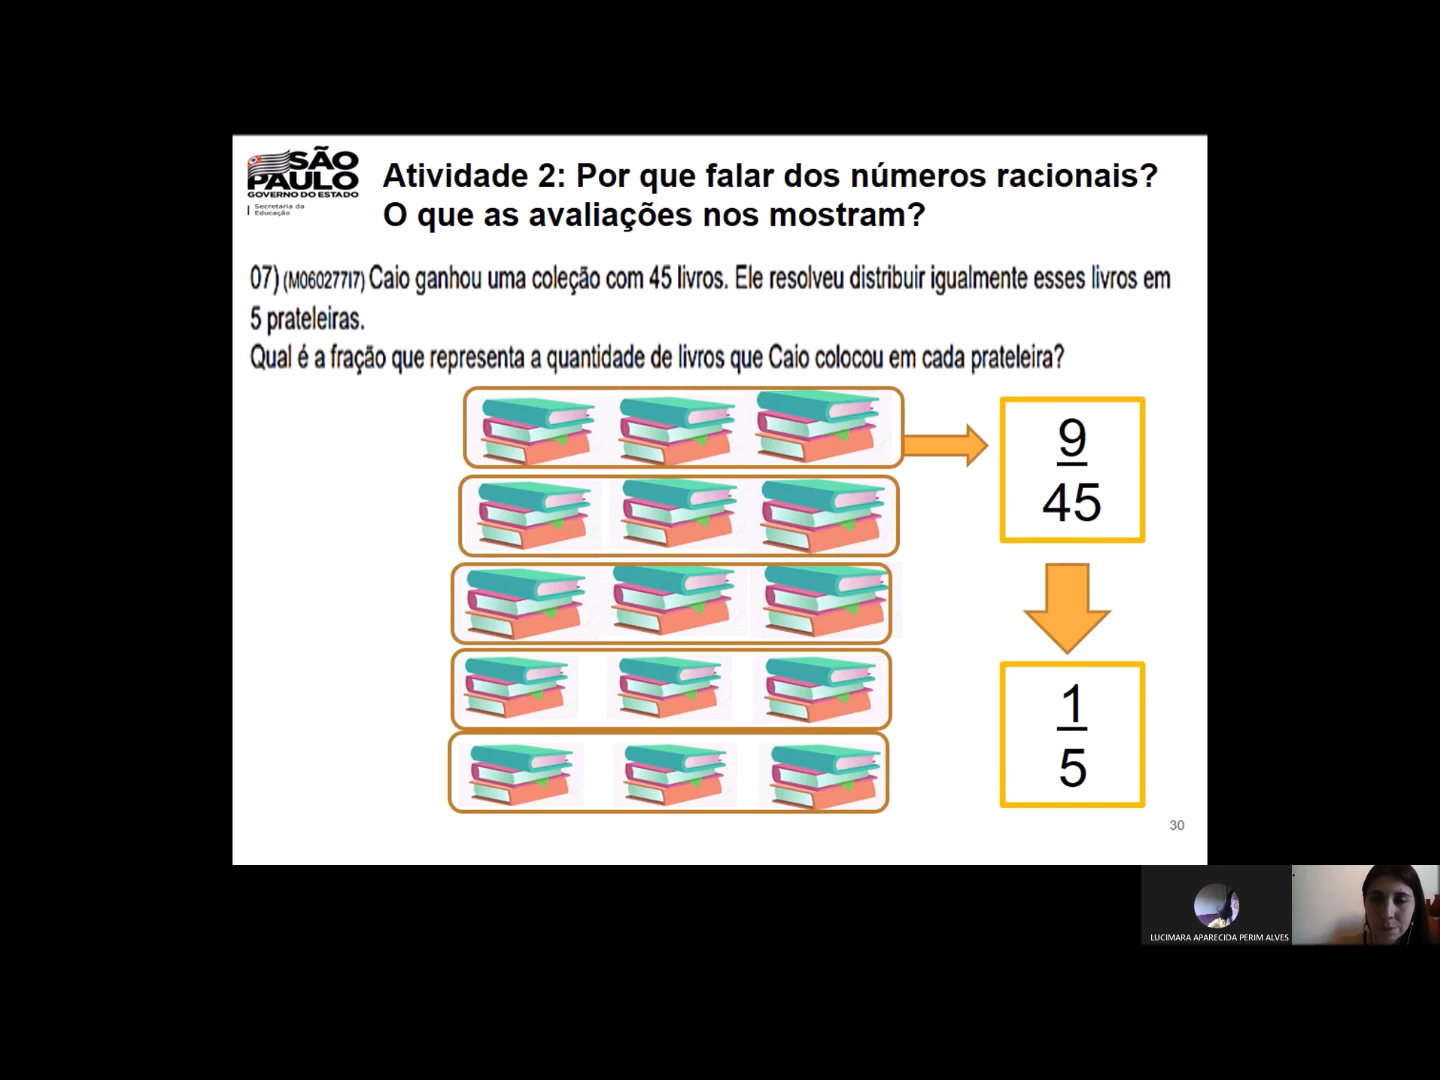 SÃO
PAULO
GOVERNO DO ESTADO
Secretaria da
Educação
Atividade 2: Por que falar dos números racionais?
O que as avaliações nos mostram?
07) (M06027717) Caio ganhou uma coleção com 45 livros. Ele resolveu distribuir igualmente esses livros em
5 prateleiras.
Qual é a fração que representa a quantidade de livros que Caio colocou em cada prateleira?
9
45
1
5
30
LUCIMARA APARECIDA PERIM ALVES